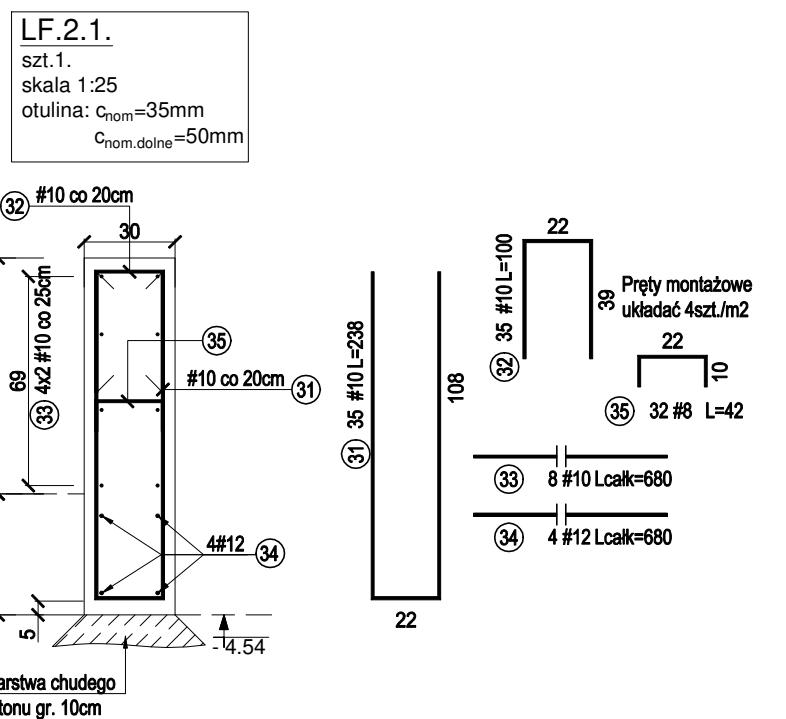 LF.2.1.
szt.1.
skala 1:25
otulina: cnom=35mm
cnom.dolne=50mm
32 #10 co 20cm
30
69
33 4x2 #10 co 25cm
35
#10 co 20cm 31
4#12 34
5
- 4.54
chudego
gr. 10cm
31 35 #10 L=238
108
22
22
32 35 #10 L=100
39
Pręty montażowe
układać 4szt./m2
22
10
35 32 #8 L=42
33 8 #10 Lcałk=680
34 4 #12 Lcałk=680